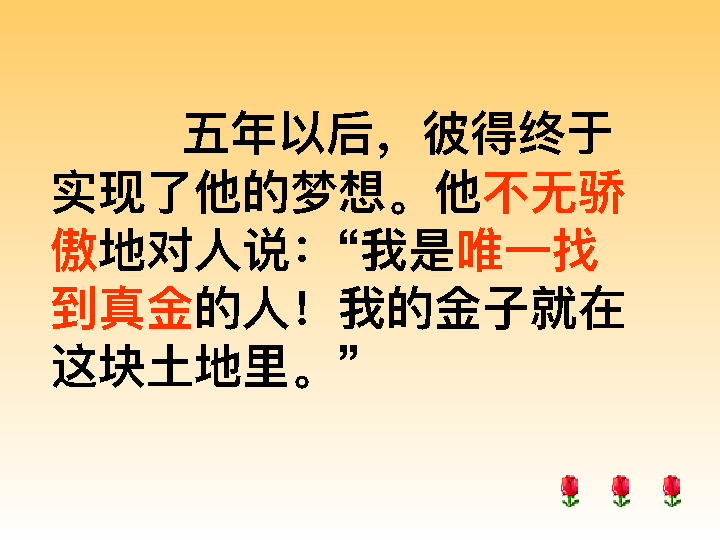 五年以后，彼得终于
实现了他的梦想。他不无骄
傲地对人说：“我是唯一找
到真金的人！我的金子就在
这块土地里。”